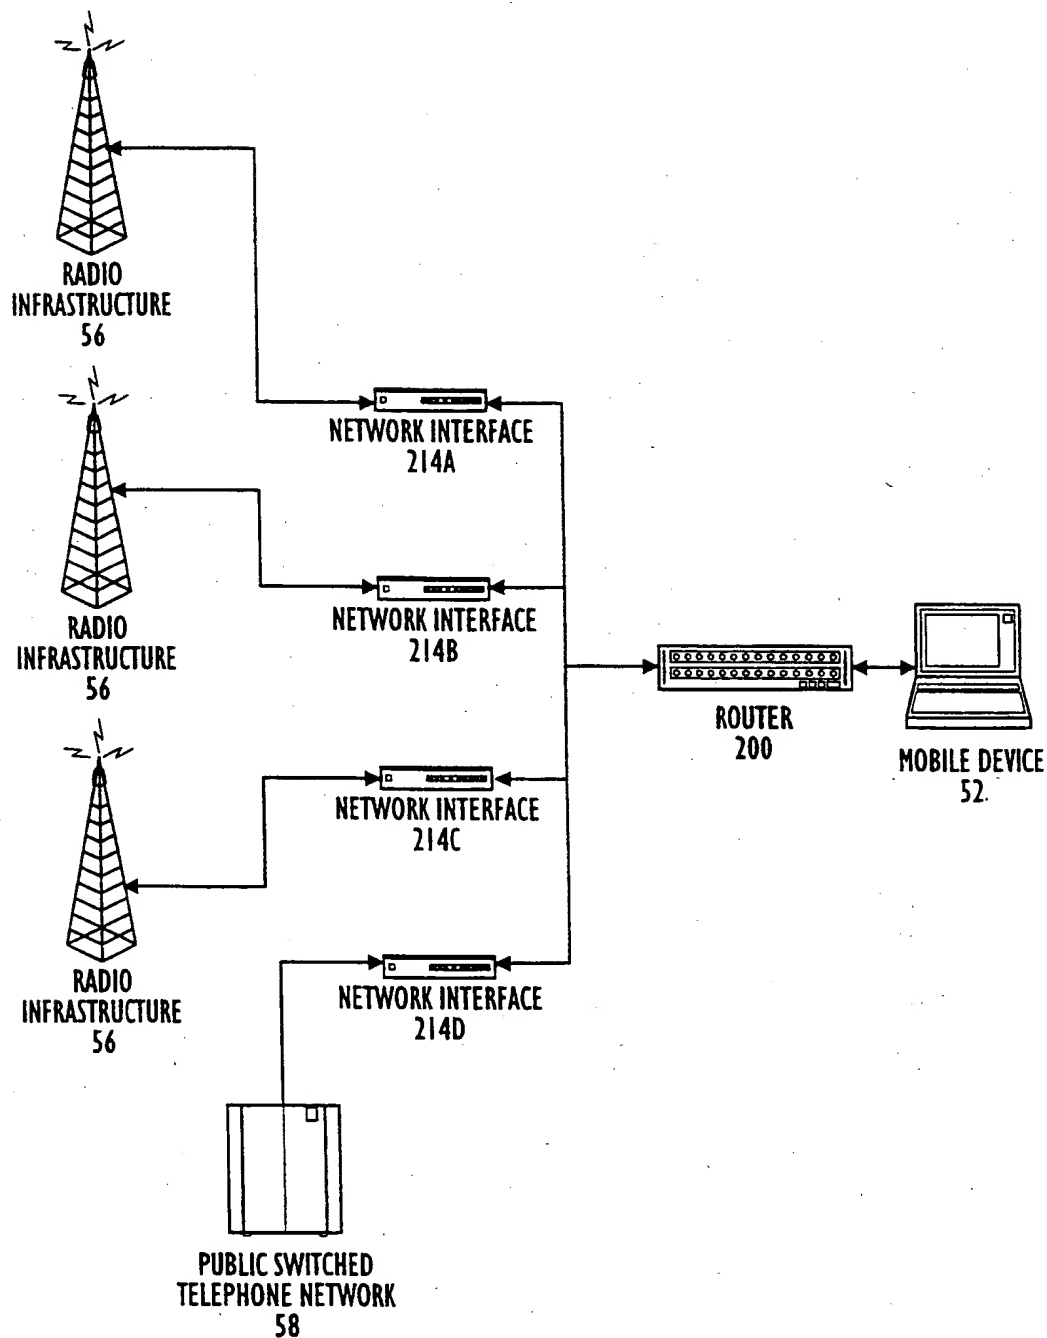 RADIO
INFRASTRUCTURE
56
NETWORK INTERFACE
214A
RADIO
INFRASTRUCTURE
56
NETWORK INTERFACE
214B
ROUTER
200
MOBILE DEVICE
52
NETWORK INTERFACE
214C
RADIO
INFRASTRUCTURE
56
NETWORK INTERFACE
214D
PUBLIC SWITCHED
TELEPHONE NETWORK
58